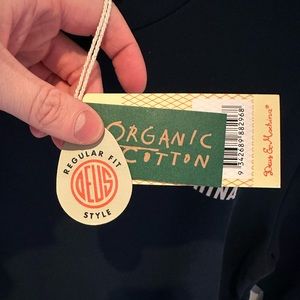 ORGANIC
COTTON
REGULAR FIT
DEUS
STYLE
9 342689 882968
Deus Ex Machina®